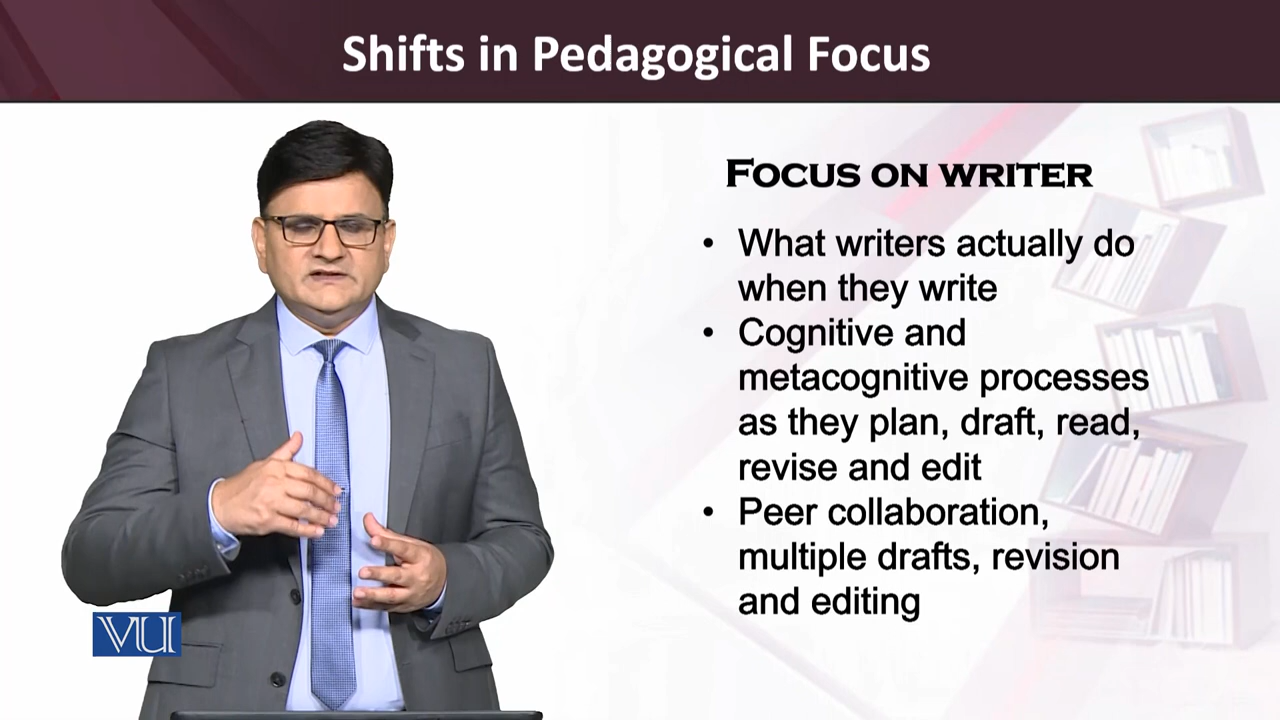 Shifts in Pedagogical Focus
FOCUS ON WRITER
• What writers actually do
when they write
• Cognitive and
metacognitive processes
as they plan, draft, read,
revise and edit
• Peer collaboration,
multiple drafts, revision
and editing
VU